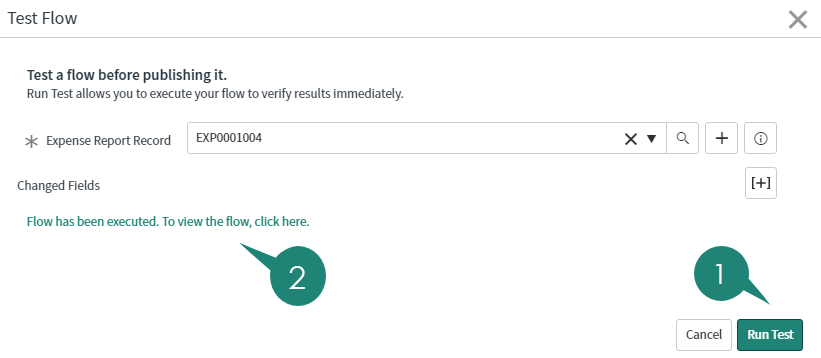 Test Flow
Test a flow before publishing it.
Run Test allows you to execute your flow to verify results immediately.
Expense Report Record
EXP0001004
Changed Fields
[+]
Flow has been executed. To view the flow, click here.
2
1
Cancel
Run Test